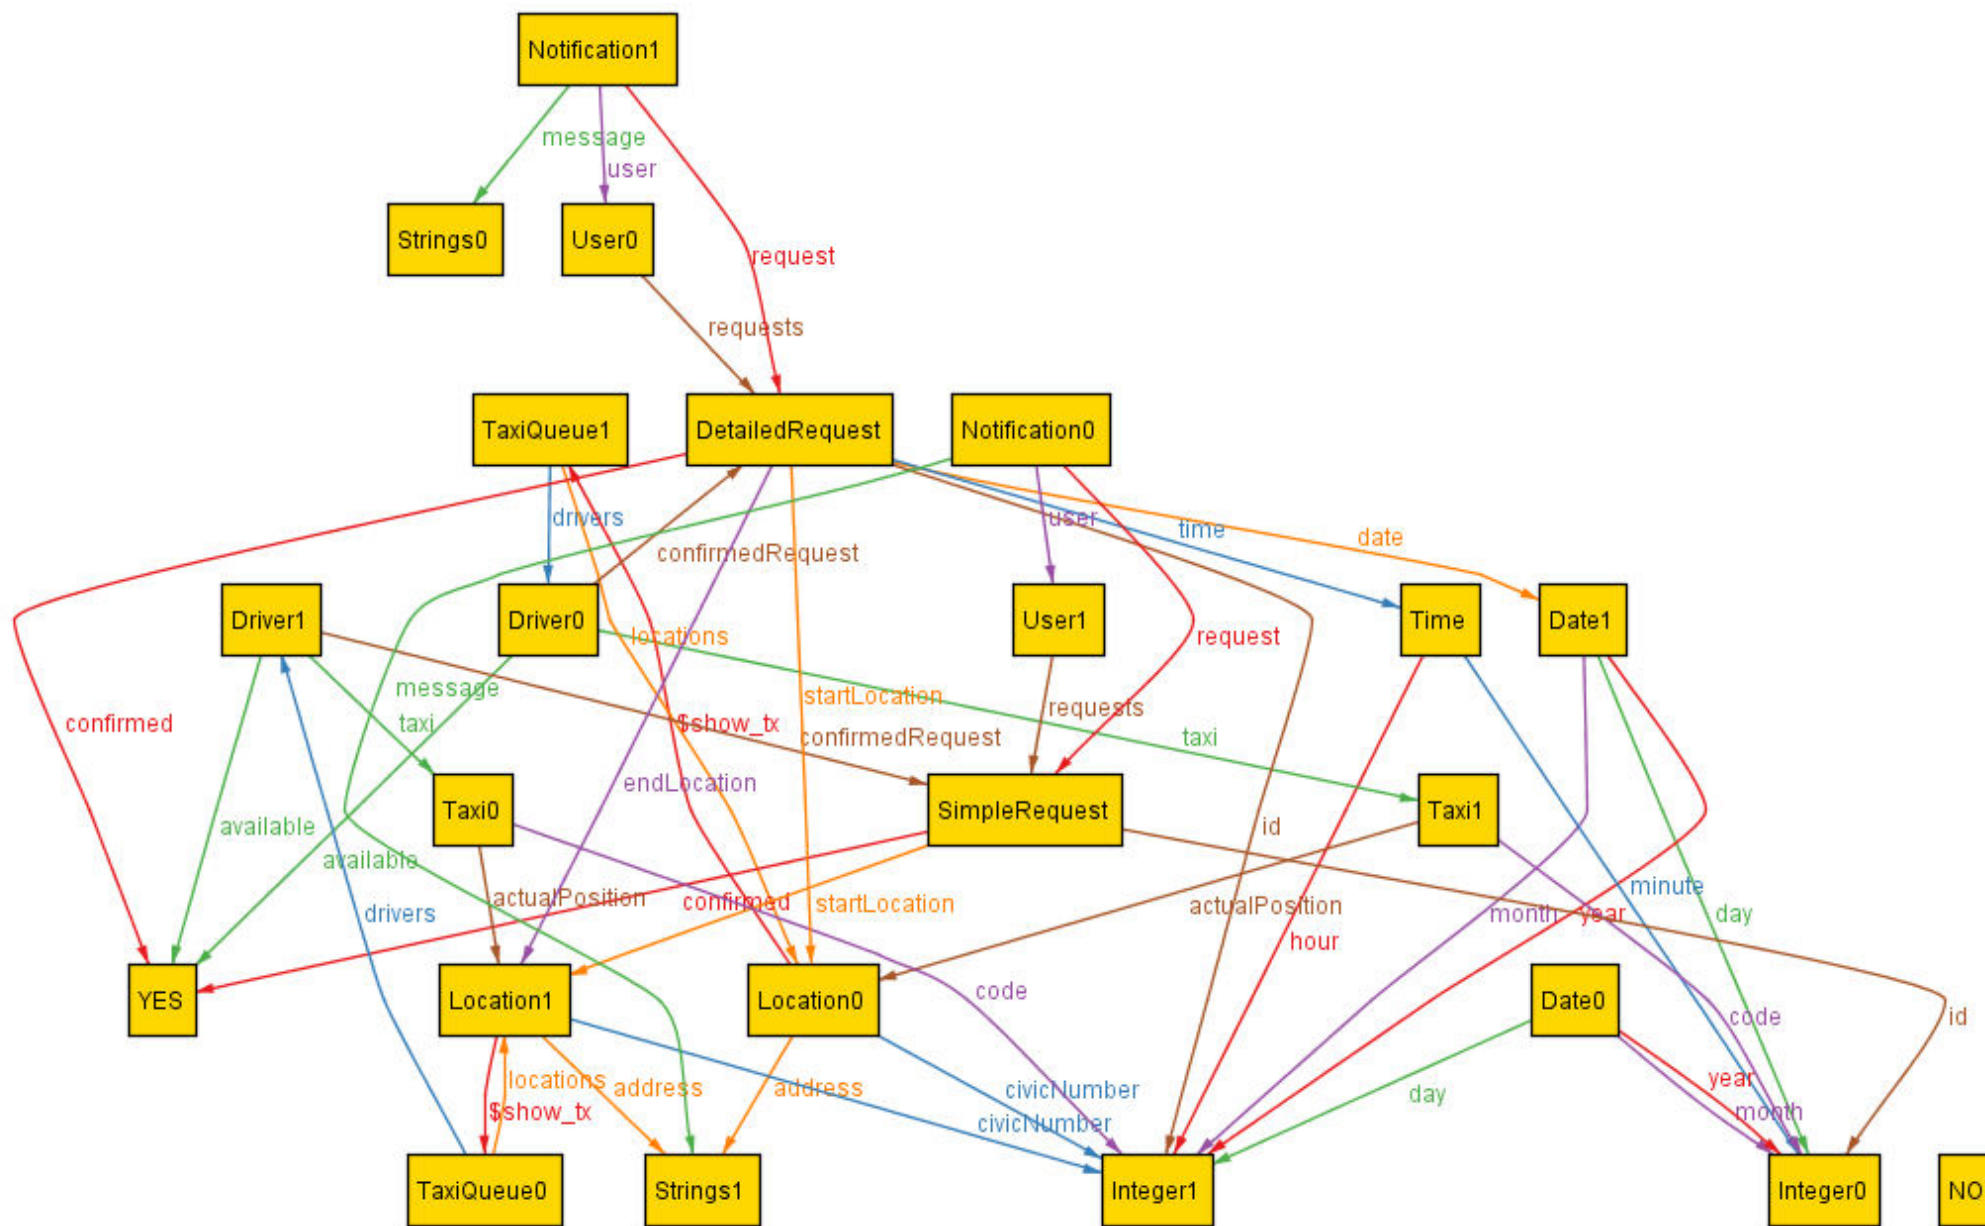 Notification1
message
user
Strings0
User0
request
requests
TaxiQueue1
DetailedRequest
Notification0
drivers
user
time
date
confirmedRequest
Driver1
Driver0
User1
Time
Date1
locations
request
message
startLocation
taxi
confirmed
$show_tx
requests
confirmedRequest
taxi
endLocation
Taxi0
SimpleRequest
Taxi1
available
id
available
minute
actualPosition
confirmed
startLocation
actualPosition
drivers
month
year
day
hour
YES
Location1
Location0
code
Date0
code
id
locations
address
address
civicNumber
year
day
$show_tx
civicNumber
month
TaxiQueue0
Strings1
Integer1
Integer0
NO